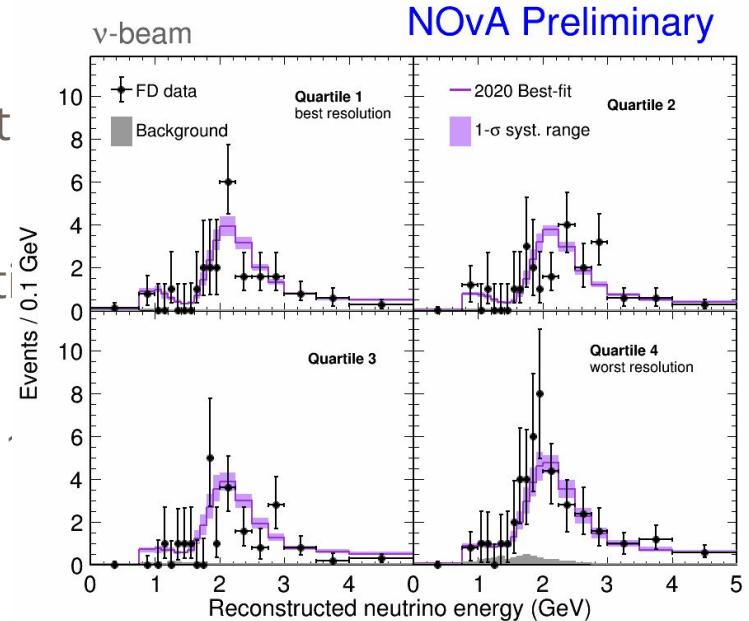 ν-beam
NOvA Preliminary
FD data
Background
Quartile 1
best resolution
2020 Best-fit
1-σ syst. range
Quartile 2
Quartile 3
Quartile 4
worst resolution
Events / 0.1 GeV
10
8
6
4
2
0
10
8
6
4
2
0
0 1 2 3 4 0 1 2 3 4 5
Reconstructed neutrino energy (GeV)
t